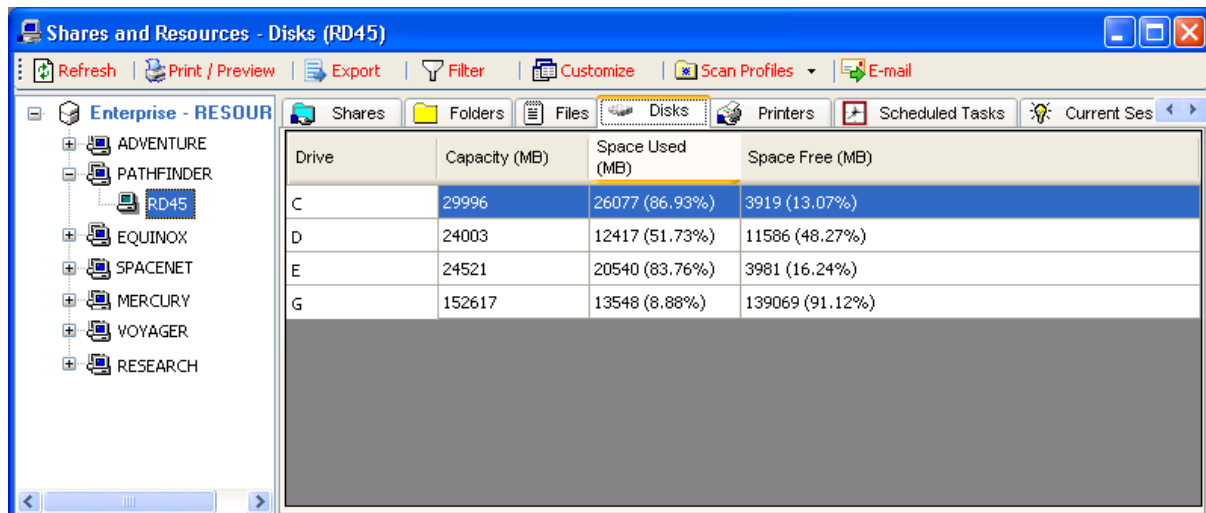 Shares and Resources - Disks (RD45)
Refresh Print / Preview Export Filter Customize Scan Profiles E-mail
Enterprise - RESOUR
ADVENTURE
PATHFINDER
RD45
EQUINOX
SPACENET
MERCURY
VOYAGER
RESEARCH
Shares Folders Files Disks Printers Scheduled Tasks Current Ses
Drive Capacity (MB) Space Used (MB) Space Free (MB)
C 29996 26077 (86.93%) 3919 (13.07%)
D 24003 12417 (51.73%) 11586 (48.27%)
E 24521 20540 (83.76%) 3981 (16.24%)
G 152617 13548 (8.88%) 139069 (91.12%)